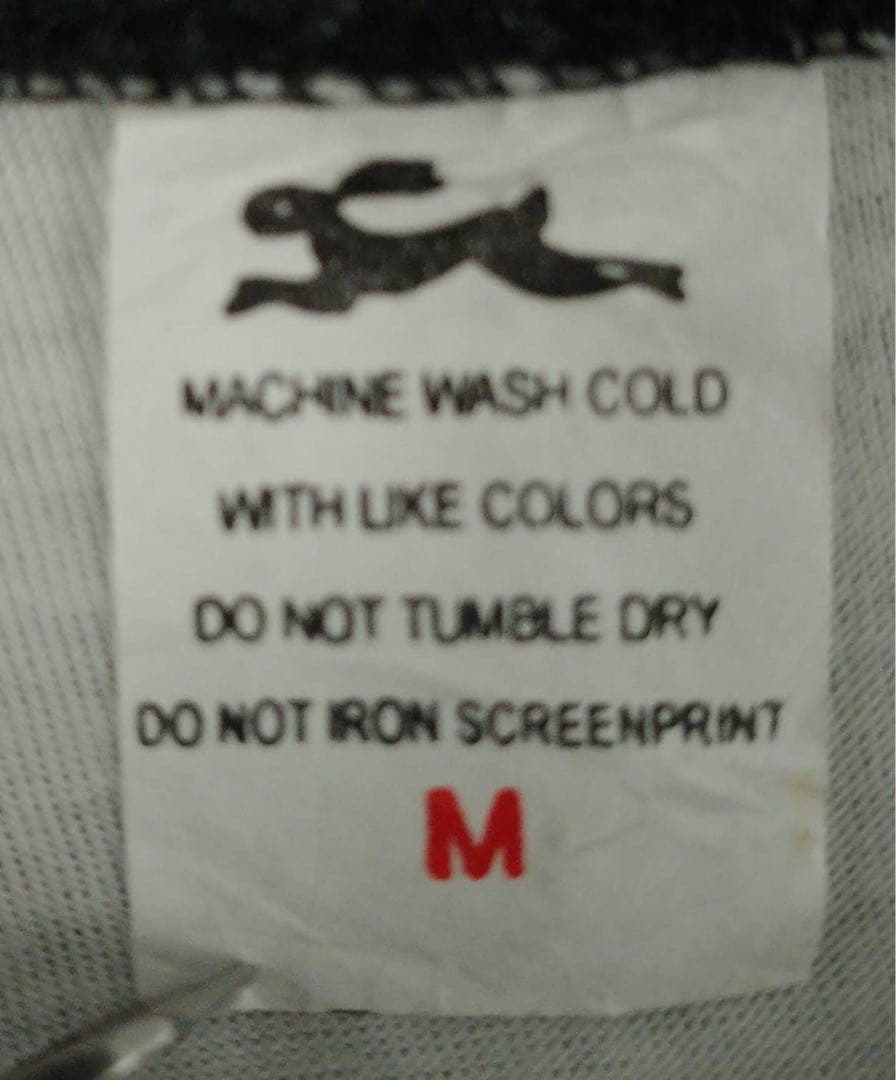 MACHINE WASH COLD
WITH LIKE COLORS
DO NOT TUMBLE DRY
DO NOT IRON SCREENPRINT
M